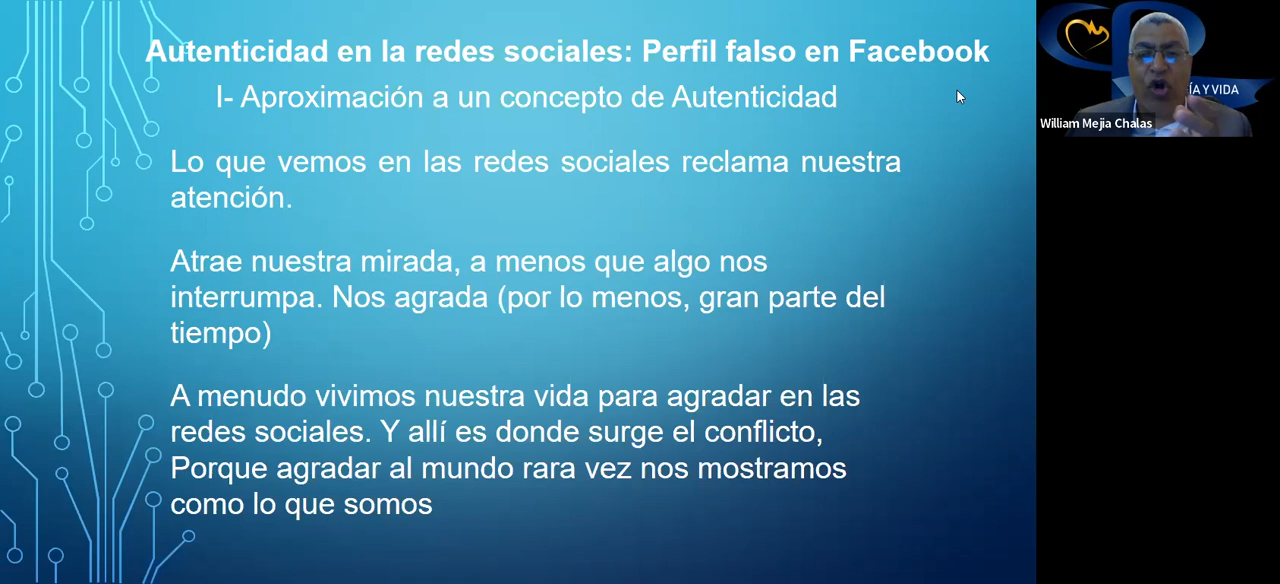 Autenticidad en la redes sociales: Perfil falso en Facebook
I- Aproximación a un concepto de Autenticidad
Lo que vemos en las redes sociales reclama nuestra
atención.
Atrae nuestra mirada, a menos que algo nos
interrumpa. Nos agrada (por lo menos, gran parte del
tiempo)
A menudo vivimos nuestra vida para agradar en las
redes sociales. Y allí es donde surge el conflicto,
Porque agradar al mundo rara vez nos mostramos
como lo que somos
ÍA Y VIDA
William Mejia Chalas